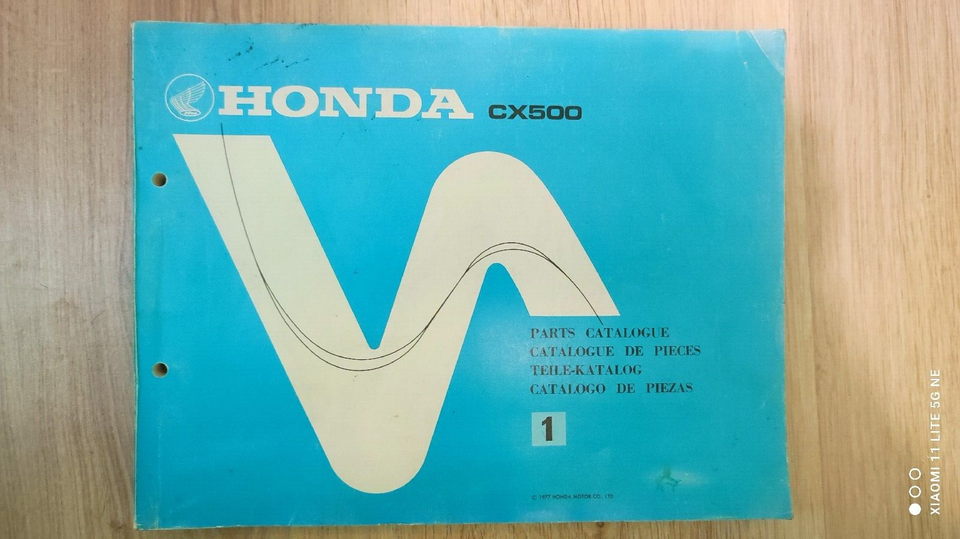 HONDA CX500
PARTS CATALOGUE
CATALOGUE DE PIECES
TEILE-KATALOG
CATALOGO DE PIEZAS
1
© 1977 HONDA MOTOR CO., LTD.
XIAOMI 11 LITE 5G NE